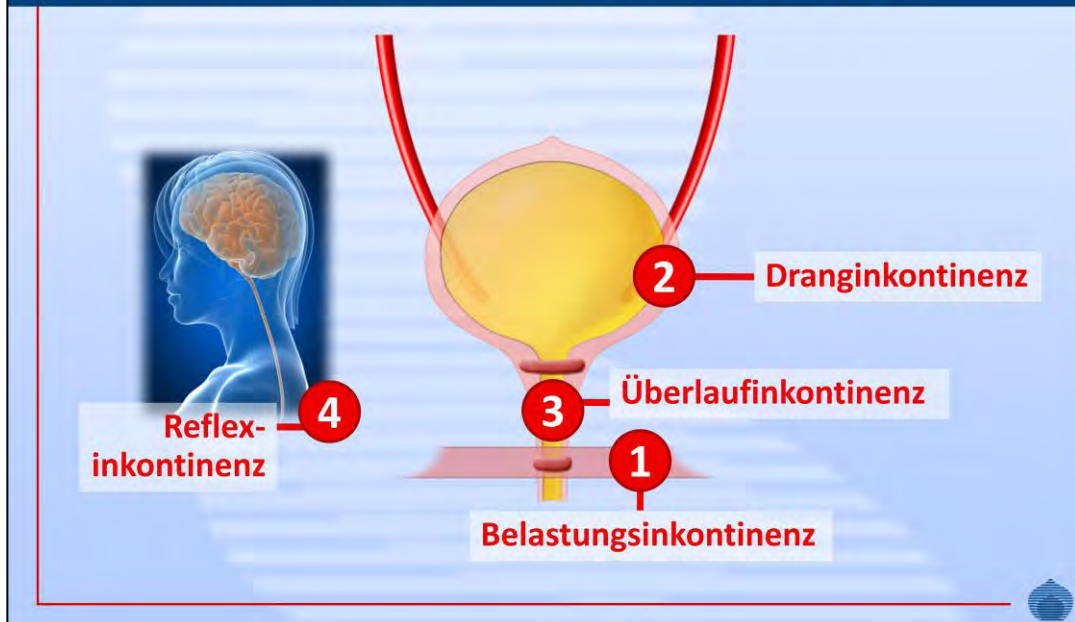 2 Dranginkontinenz
3 Überlaufinkontinenz
4
Reflex-
inkontinenz
1
Belastungsinkontinenz